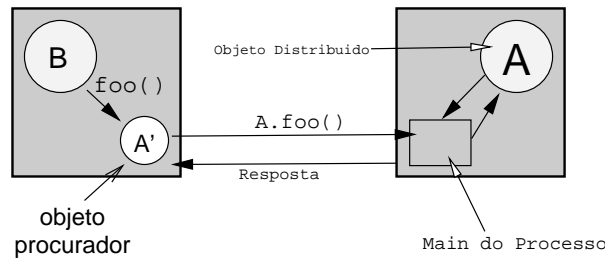 B
Objeto Distribuido
A
foo()
A.foo()
A'
Resposta
objeto
procurador
Main do Processo